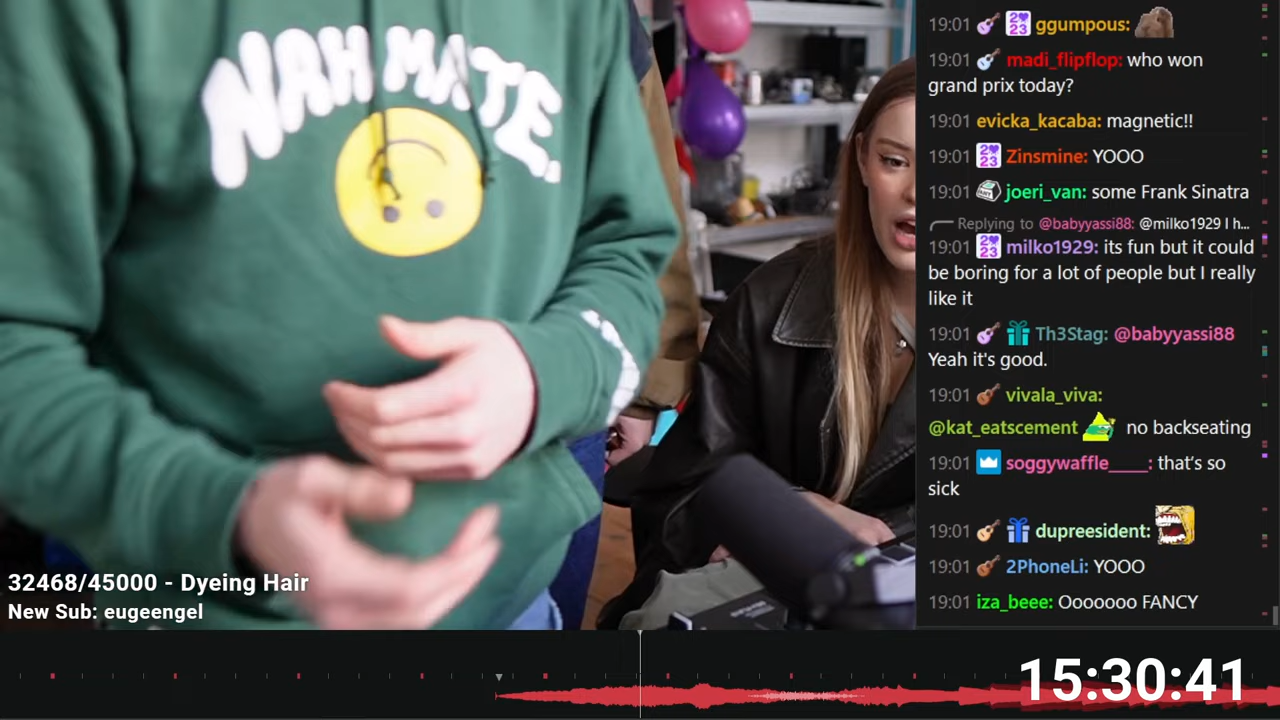 NAH MATE.
32468/45000 - Dyeing Hair
New Sub: eugeengel
19:01 ggumpous:
19:01 madi_flipflop: who won
grand prix today?
19:01 evicka_kacaba: magnetic!!
19:01 Zinsmine: YOOO
19:01 joeri_van: some Frank Sinatra
Replying to @babyyassi88: @milko1929 I h...
19:01 milko1929: its fun but it could
be boring for a lot of people but I really
like it
19:01 Th3Stag: @babyyassi88
Yeah it's good.
19:01 vivala_viva:
@kat_eatscement no backseating
19:01 soggywaffle____: that's so
sick
19:01 dupreesident:
19:01 2PhoneLi: YOOO
19:01 iza_beee: Ooooooo FANCY
15:30:41